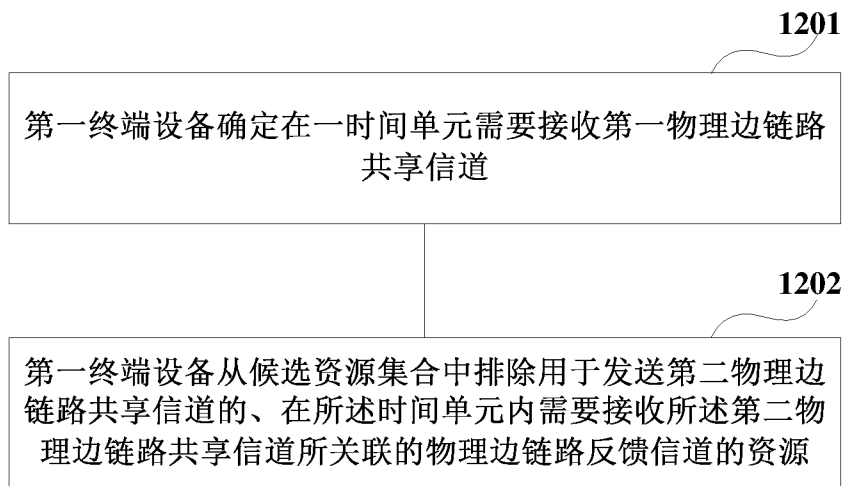 1201
第一终端设备确定在一时间单元需要接收第一物理边链路
共享信道
1202
第一终端设备从候选资源集合中排除用于发送第二物理边
链路共享信道的、在所述时间单元内需要接收所述第二物
理边链路共享信道所关联的物理边链路反馈信道的资源